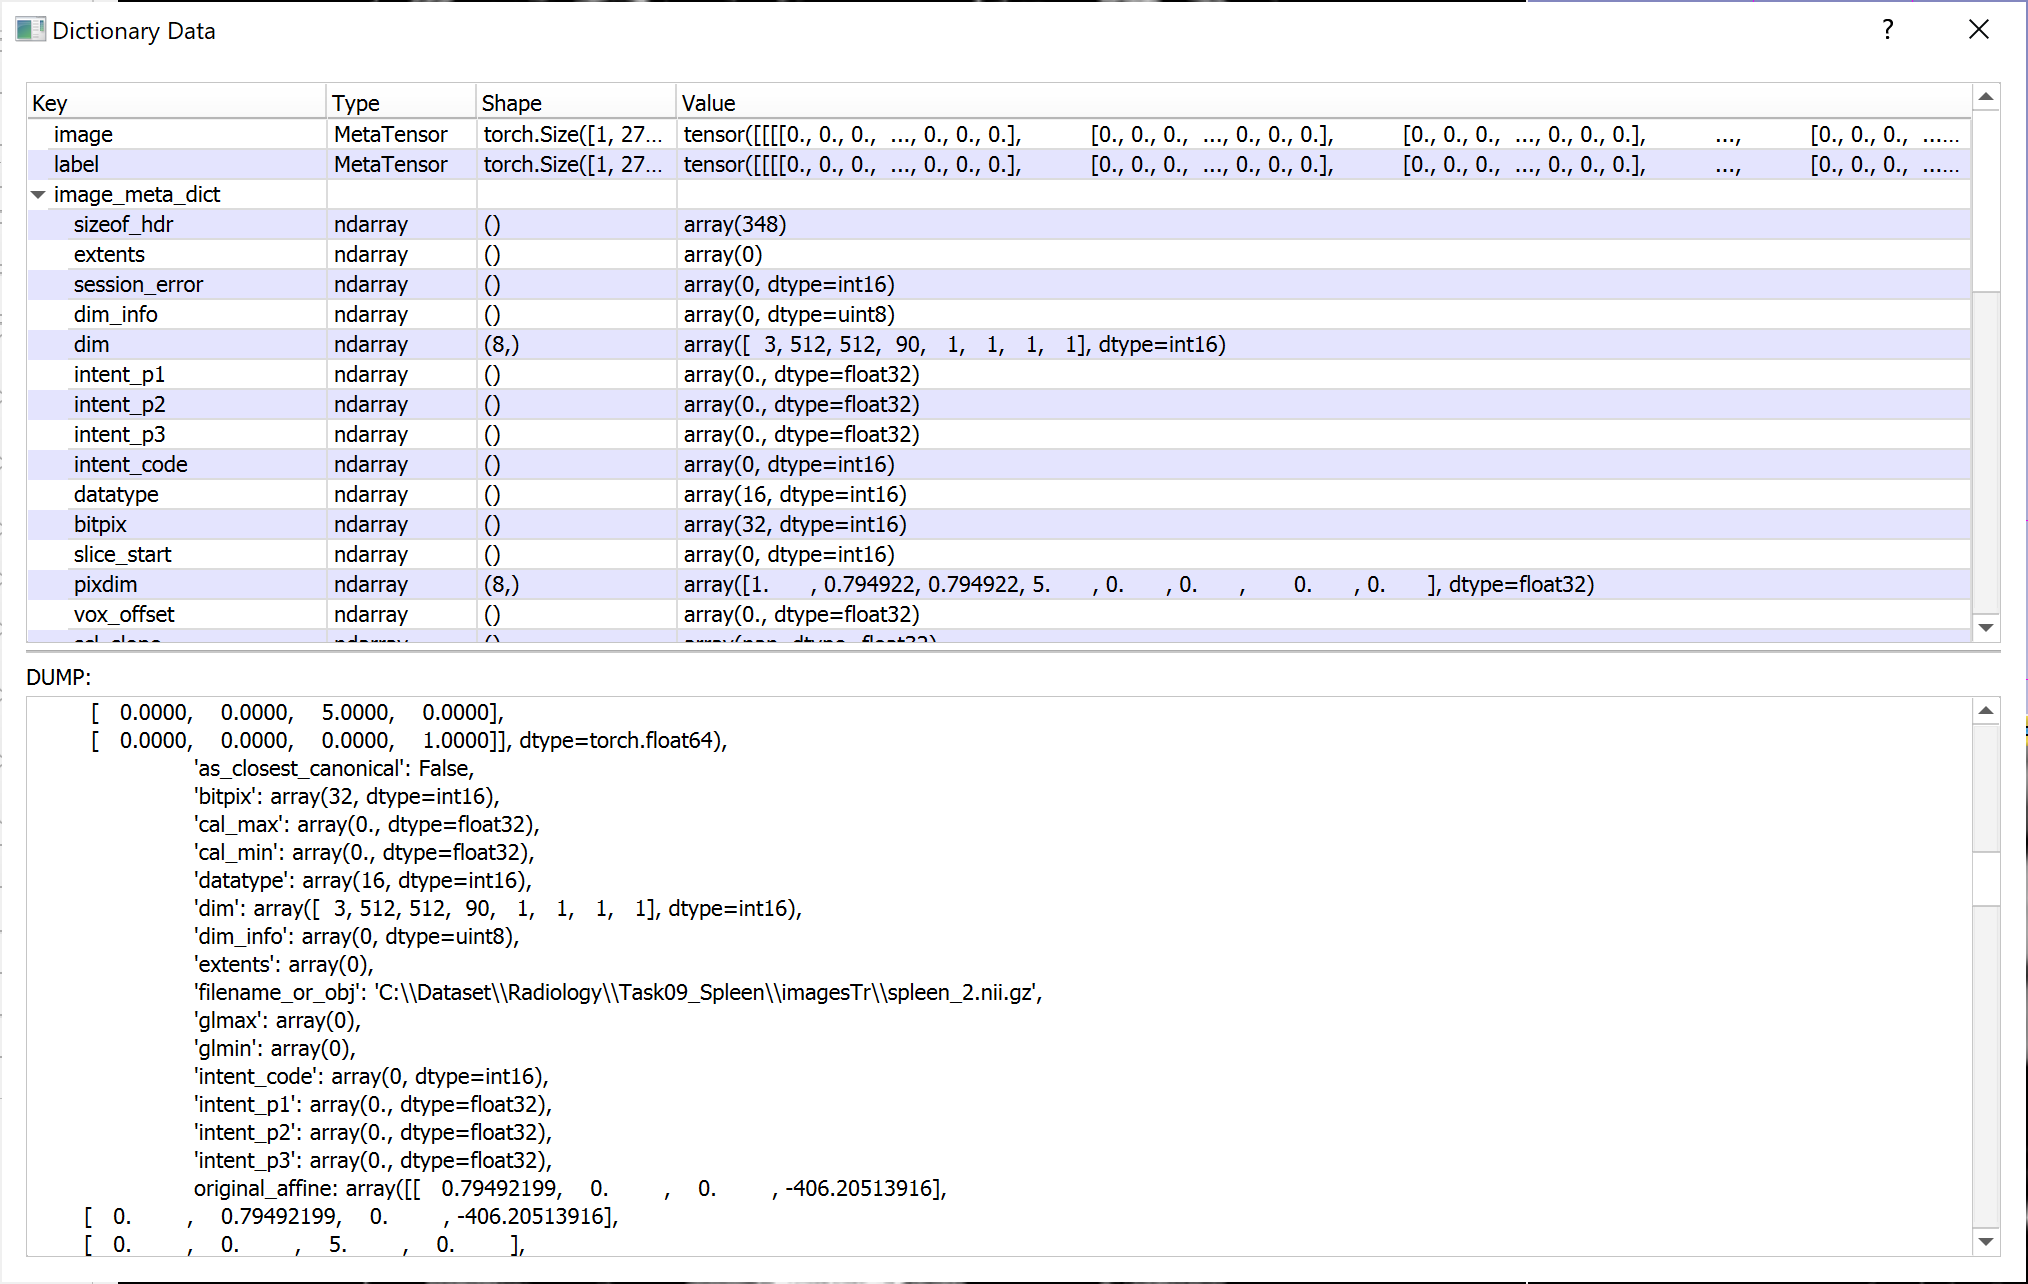 Dictionary Data ?
Key Type Shape Value
image MetaTensor torch.Size([1, 27... tensor([[[[0., 0., 0., ..., 0., 0., 0.], [0., 0., 0., ..., 0., 0., 0.], [0., 0., 0., ..., 0., 0., 0.], ..., [0., 0., 0., ......
label MetaTensor torch.Size([1, 27... tensor([[[[0., 0., 0., ..., 0., 0., 0.], [0., 0., 0., ..., 0., 0., 0.], [0., 0., 0., ..., 0., 0., 0.], ..., [0., 0., 0., ......
image_meta_dict
sizeof_hdr ndarray () array(348)
extents ndarray () array(0)
session_error ndarray () array(0, dtype=int16)
dim_info ndarray () array(0, dtype=uint8)
dim ndarray (8,) array([ 3, 512, 512, 90, 1, 1, 1, 1], dtype=int16)
intent_p1 ndarray () array(0., dtype=float32)
intent_p2 ndarray () array(0., dtype=float32)
intent_p3 ndarray () array(0., dtype=float32)
intent_code ndarray () array(0, dtype=int16)
datatype ndarray () array(16, dtype=int16)
bitpix ndarray () array(32, dtype=int16)
slice_start ndarray () array(0, dtype=int16)
pixdim ndarray (8,) array([1. , 0.794922, 0.794922, 5. , 0. , 0. , 0. , 0. ], dtype=float32)
vox_offset ndarray () array(0., dtype=float32)
scl_slope ndarray () array(nan, dtype=float32)
DUMP:
[ 0.0000, 0.0000, 5.0000, 0.0000],
[ 0.0000, 0.0000, 0.0000, 1.0000]], dtype=torch.float64),
'as_closest_canonical': False,
'bitpix': array(32, dtype=int16),
'cal_max': array(0., dtype=float32),
'cal_min': array(0., dtype=float32),
'datatype': array(16, dtype=int16),
'dim': array([ 3, 512, 512, 90, 1, 1, 1, 1], dtype=int16),
'dim_info': array(0, dtype=uint8),
'extents': array(0),
'filename_or_obj': 'C:\\Dataset\\Radiology\\Task09_Spleen\\imagesTr\\spleen_2.nii.gz',
'glmax': array(0),
'glmin': array(0),
'intent_code': array(0, dtype=int16),
'intent_p1': array(0., dtype=float32),
'intent_p2': array(0., dtype=float32),
'intent_p3': array(0., dtype=float32),
original_affine: array([[ 0.79492199, 0. , 0. , -406.20513916],
[ 0. , 0.79492199, 0. , -406.20513916],
[ 0. , 0. , 5. , 0. ],